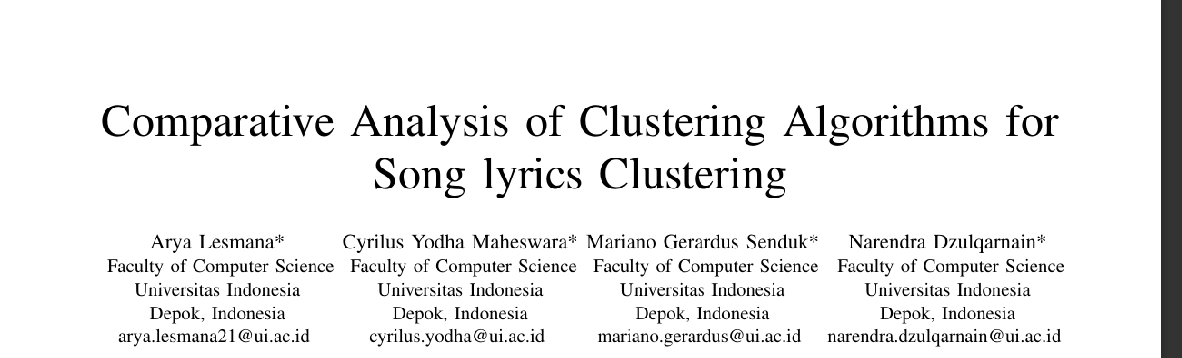 Comparative Analysis of Clustering Algorithms for
Song lyrics Clustering
Arya Lesmana* Cyrilus Yodha Maheswara* Mariano Gerardus Senduk* Narendra Dzulqarnain*
Faculty of Computer Science Faculty of Computer Science Faculty of Computer Science Faculty of Computer Science
Universitas Indonesia Universitas Indonesia Universitas Indonesia Universitas Indonesia
Depok, Indonesia Depok, Indonesia Depok, Indonesia Depok, Indonesia
arya.lesmana21@ui.ac.id cyrilus.yodha@ui.ac.id mariano.gerardus@ui.ac.id narendra.dzulqarnain@ui.ac.id